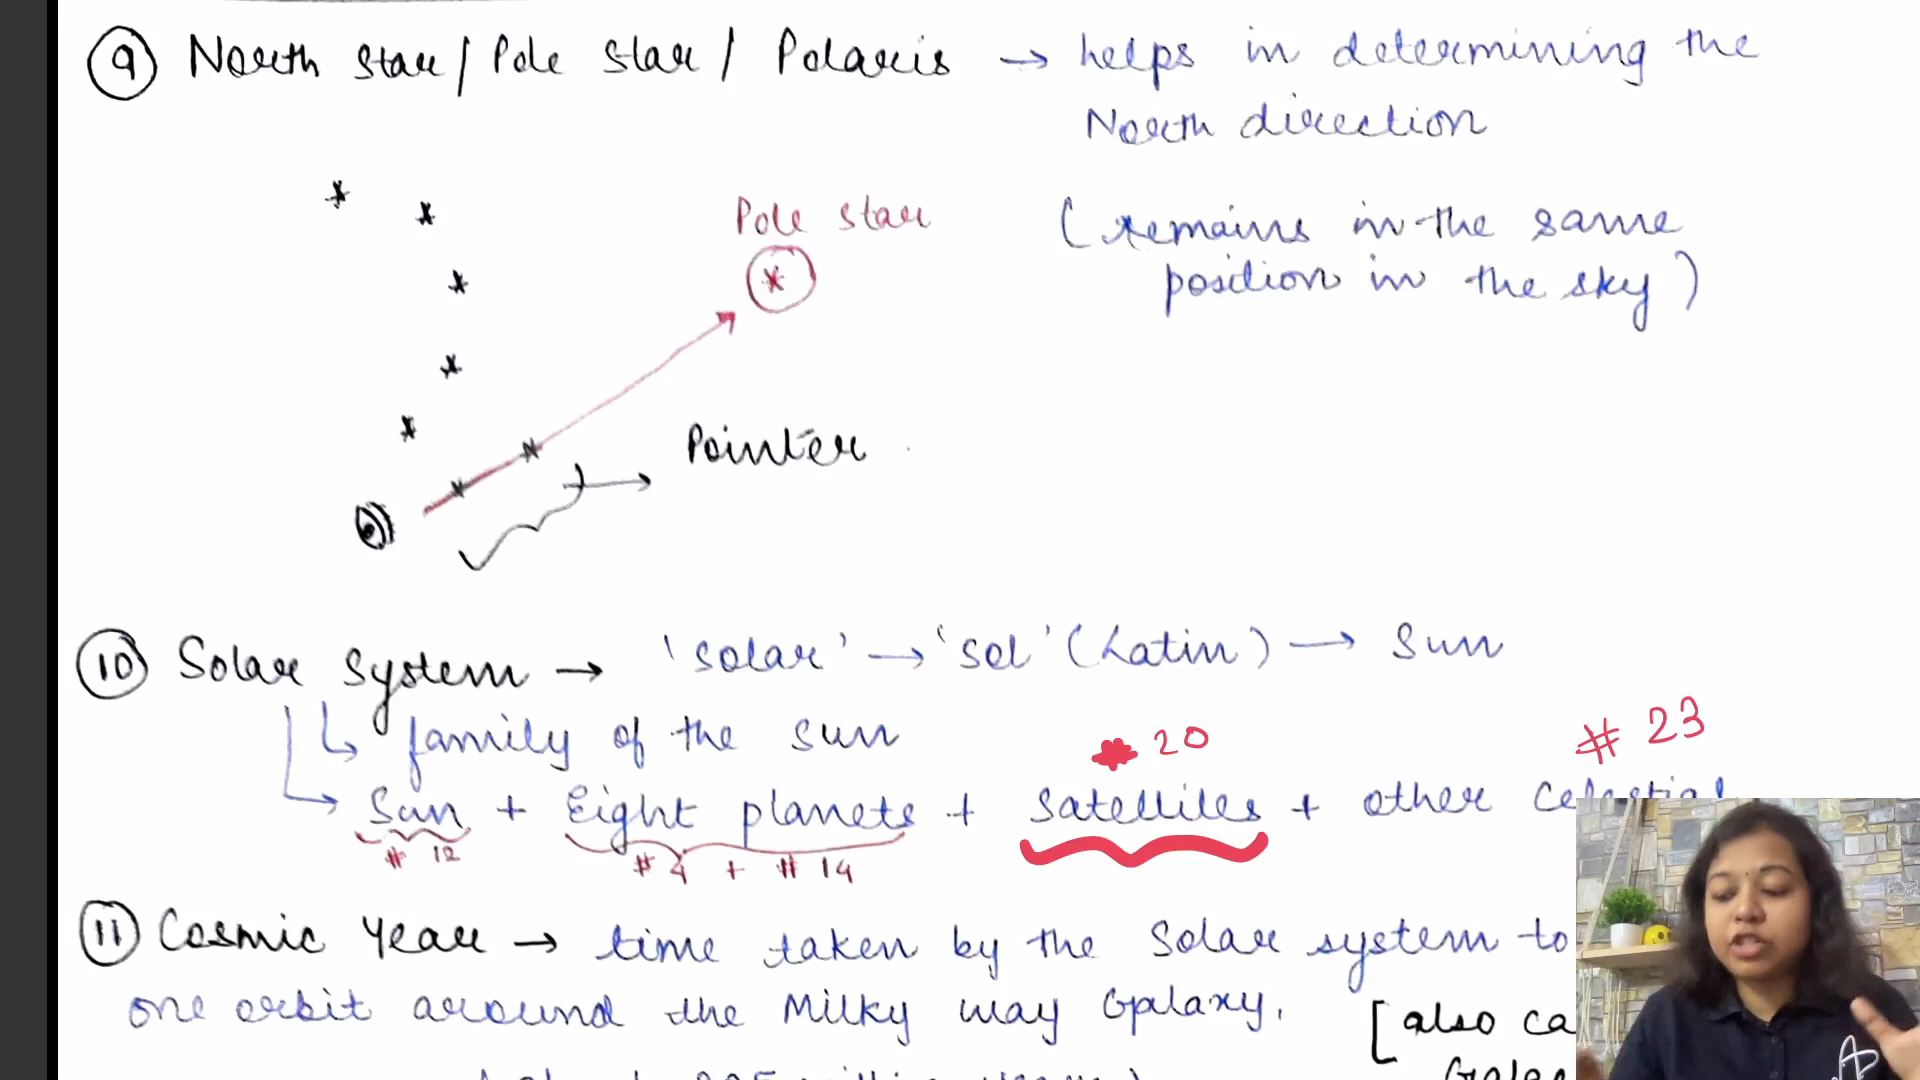 9 North Star / Pole Star / Polaris → helps in determining the
North direction
Pole Star
(remains in the same
position in the sky)
Pointer
10 Solar System → 'solar' → 'sol' (Latin) → Sun
family of the sun
* 20
# 23
Sun + Eight planets + Satellites + other Celestial
# 12
# 4 + # 14
11 Cosmic Year → time taken by the Solar system to
one orbit around the Milky Way Galaxy.
[also ca